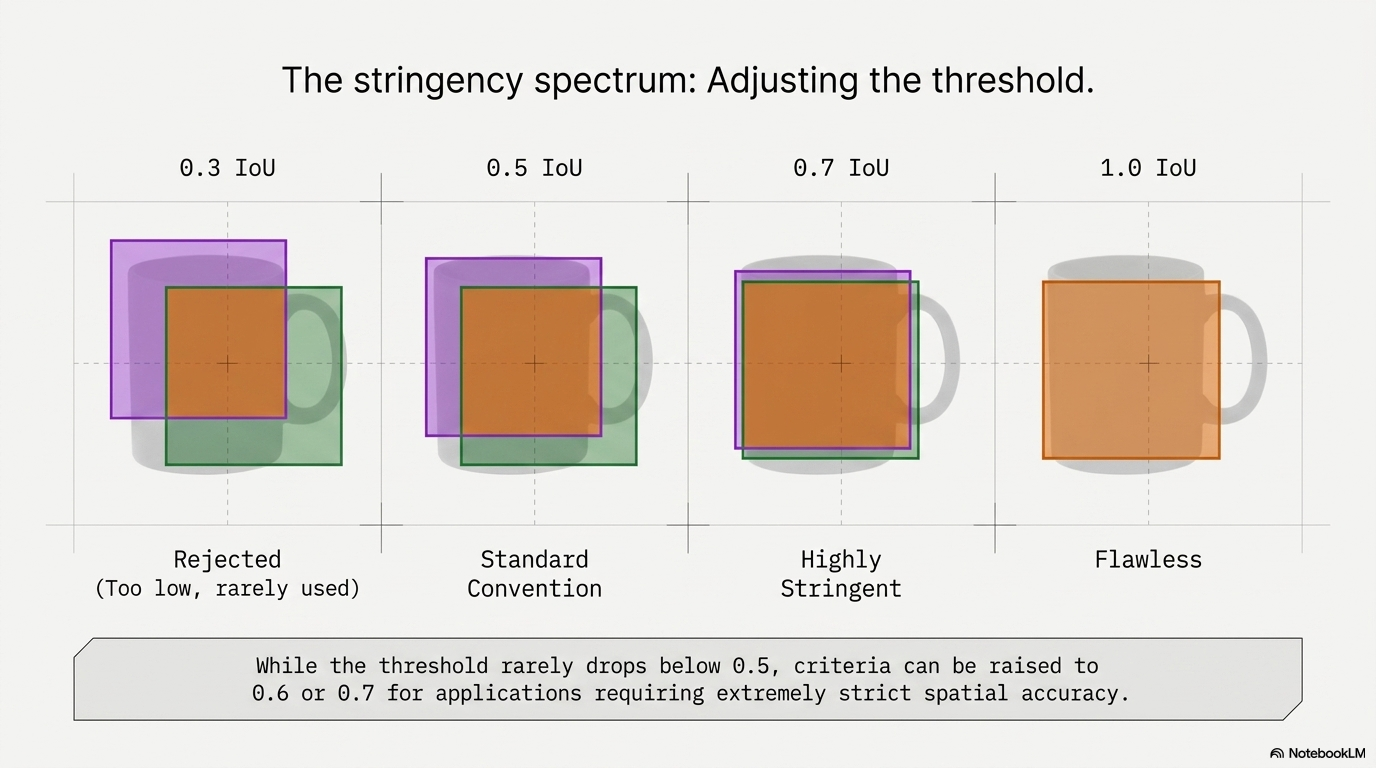 The stringency spectrum: Adjusting the threshold.
0.3 IoU
0.5 IoU
0.7 IoU
1.0 IoU
Rejected
(Too low, rarely used)
Standard
Convention
Highly
Stringent
Flawless
While the threshold rarely drops below 0.5, criteria can be raised to
0.6 or 0.7 for applications requiring extremely strict spatial accuracy.
NotebookLM